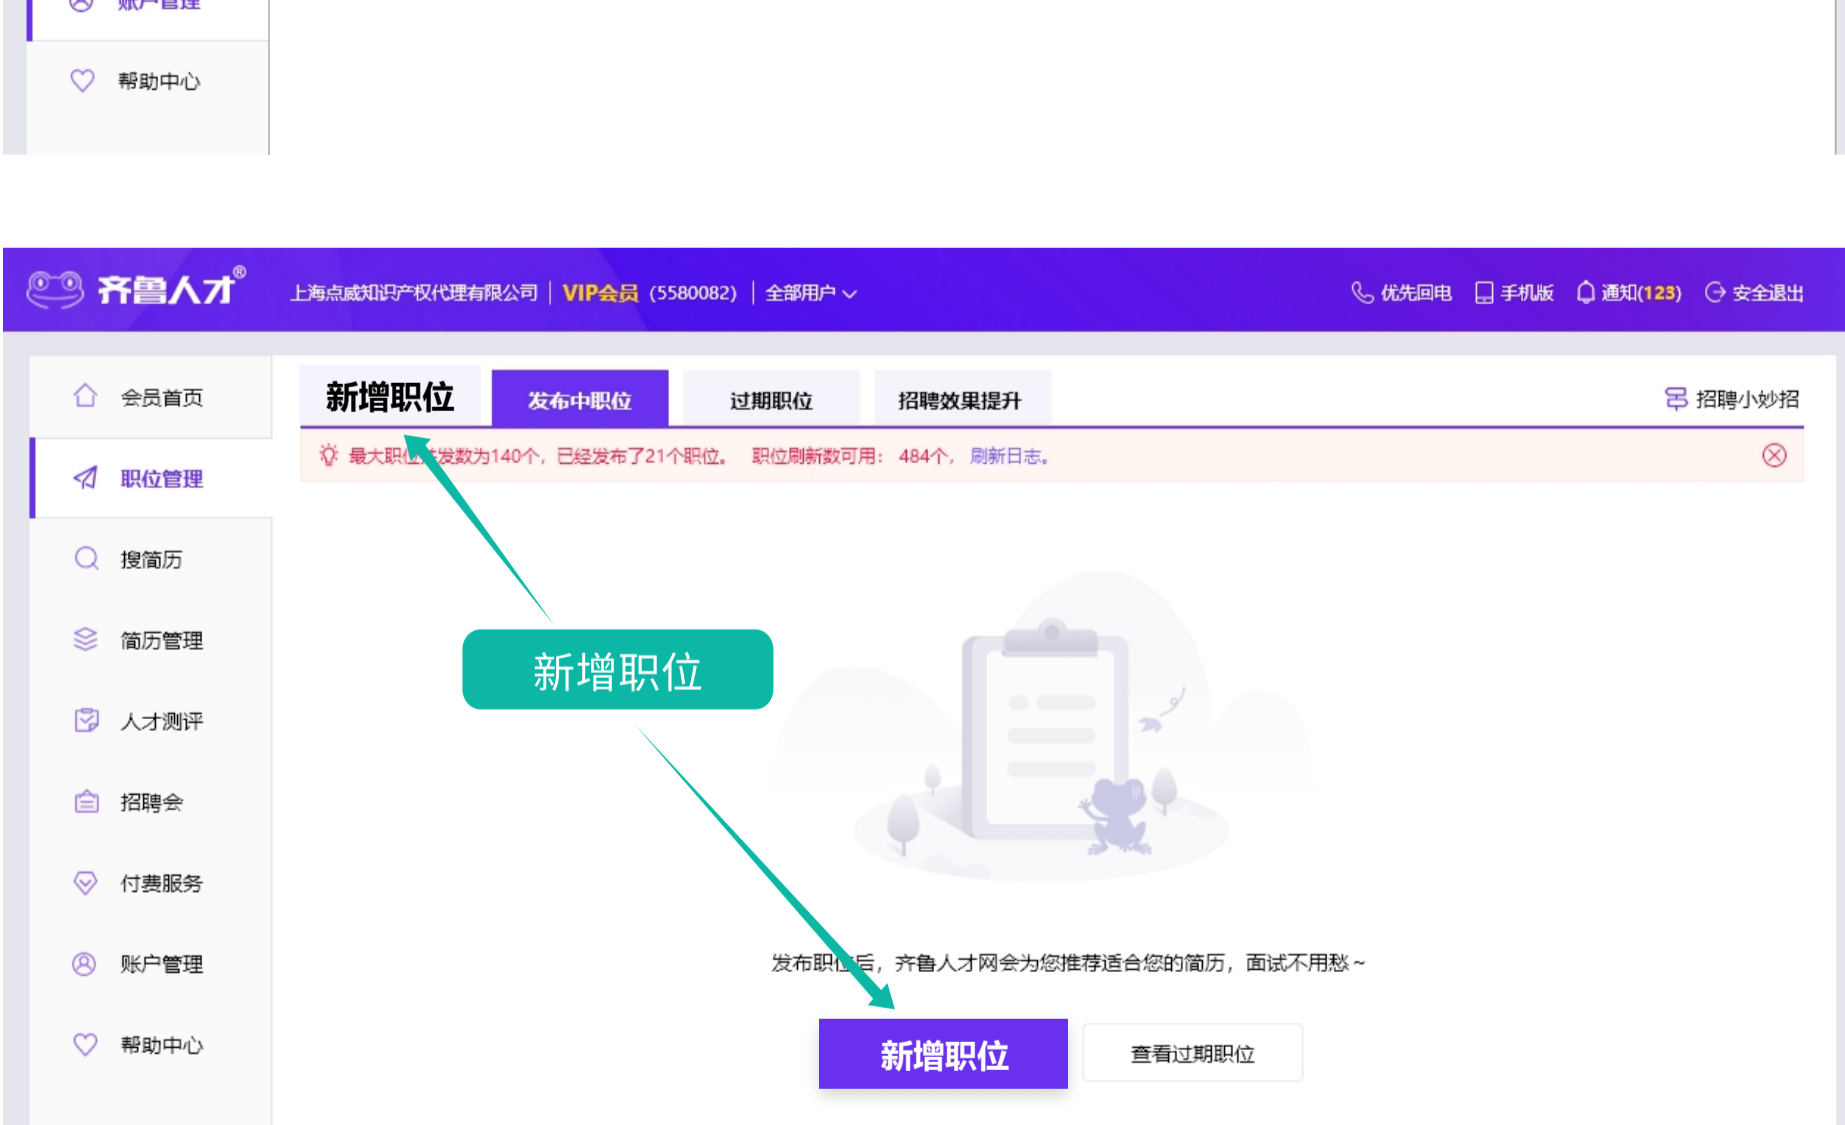 账户管理
帮助中心
齐鲁人才®
上海点威知识产权代理有限公司 | VIP会员 (5580082) | 全部用户
优先回电 手机版 通知(123) 安全退出
会员首页
职位管理
搜简历
简历管理
人才测评
招聘会
付费服务
账户管理
帮助中心
新增职位 发布中职位 过期职位 招聘效果提升 招聘小妙招
最大职位并发数为140个，已经发布了21个职位。 职位刷新数可用： 484个， 刷新日志。
新增职位
发布职位后，齐鲁人才网会为您推荐适合您的简历，面试不用愁~
新增职位 查看过期职位